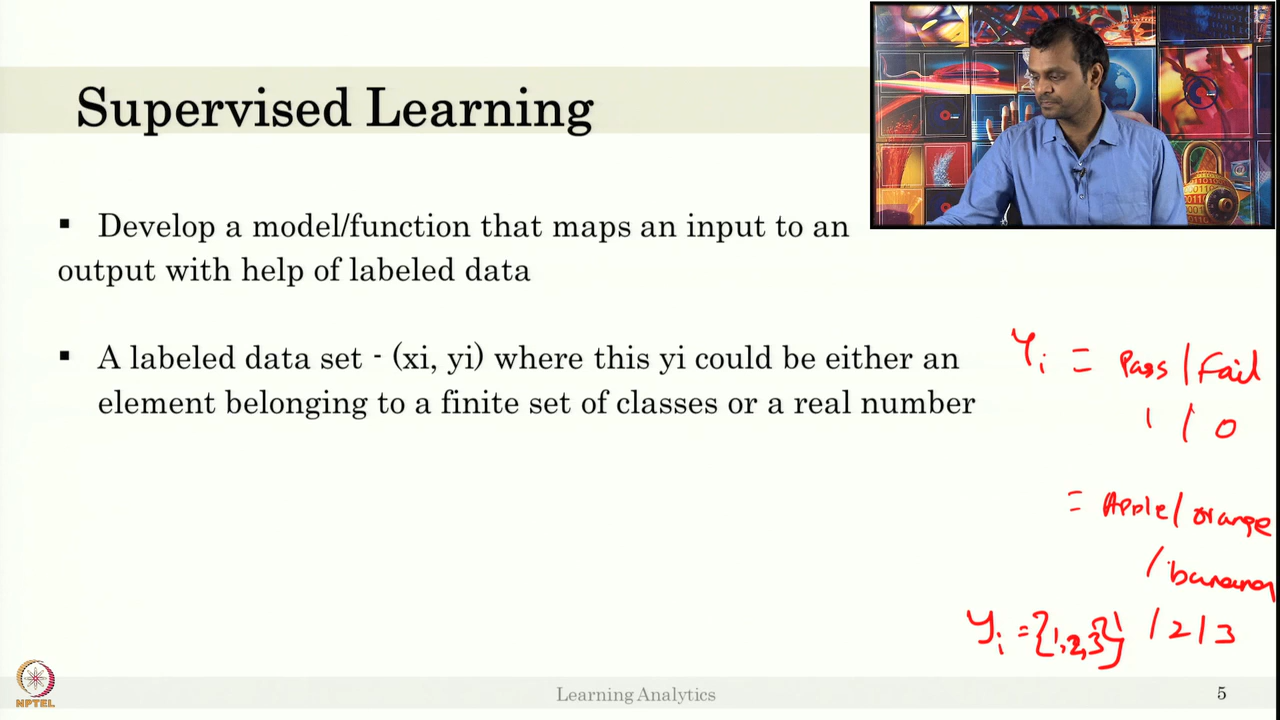 Supervised Learning
▪ Develop a model/function that maps an input to an
output with help of labeled data
▪ A labeled data set - (xi, yi) where this yi could be either an
element belonging to a finite set of classes or a real number
Yi = Pass / Fail
1 / 0
= Apple / orange
/ banana
yi = {1,2,3} 1 / 2 / 3
NPTEL
Learning Analytics
5